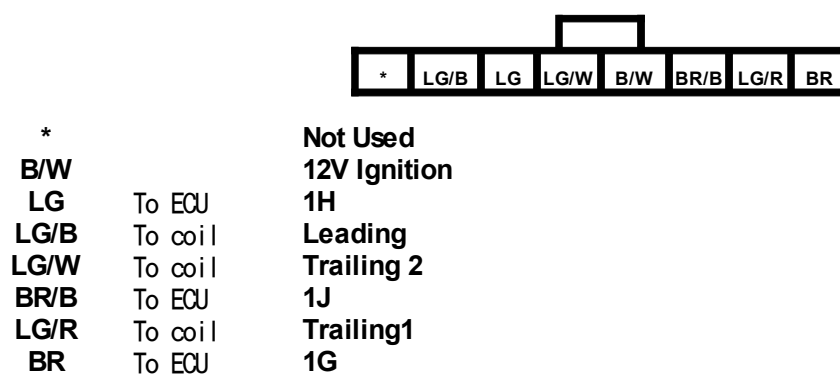 * LG/B LG LG/W B/W BR/B LG/R BR
* Not Used
B/W 12V Ignition
LG To ECU 1H
LG/B To coil Leading
LG/W To coil Trailing 2
BR/B To ECU 1J
LG/R To coil Trailing1
BR To ECU 1G